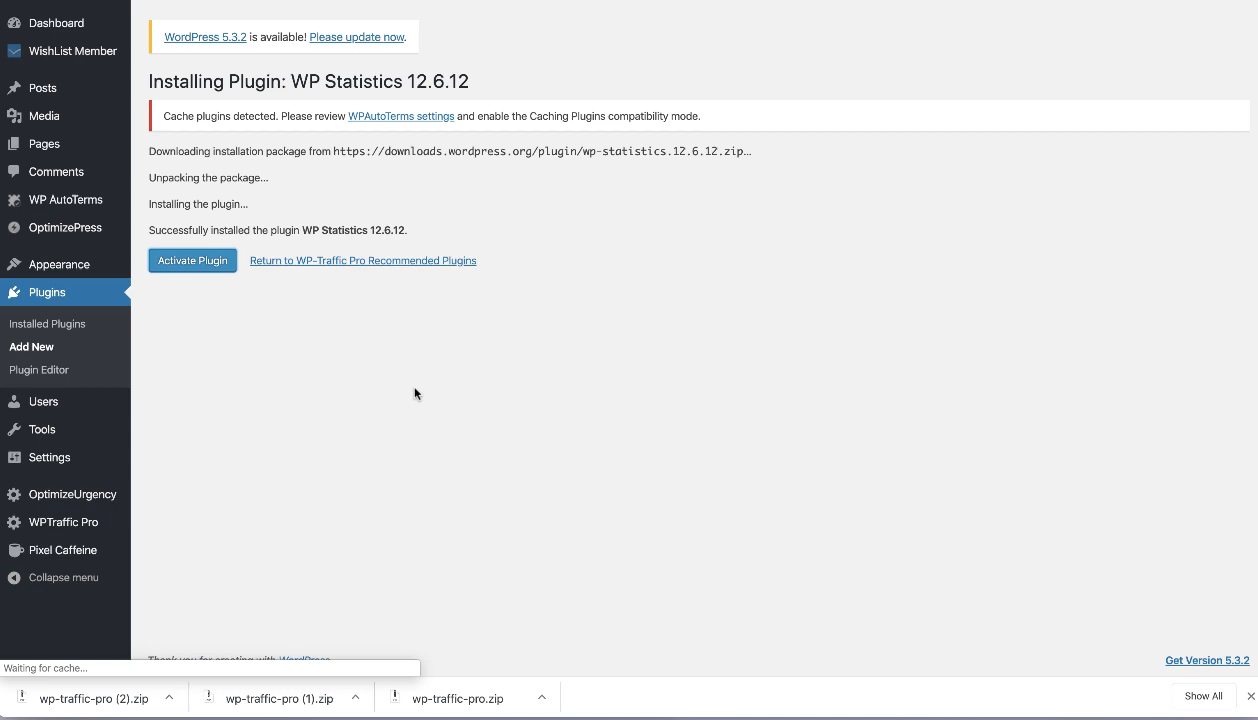 Dashboard
WishList Member
Posts
Media
Pages
Comments
WP AutoTerms
OptimizePress
Appearance
Plugins
Installed Plugins
Add New
Plugin Editor
Users
Tools
Settings
OptimizeUrgency
WPTraffic Pro
Pixel Caffeine
Collapse menu
WordPress 5.3.2 is available! Please update now.
Installing Plugin: WP Statistics 12.6.12
Cache plugins detected. Please review WPAutoTerms settings and enable the Caching Plugins compatibility mode.
Downloading installation package from https://downloads.wordpress.org/plugin/wp-statistics.12.6.12.zip…
Unpacking the package…
Installing the plugin…
Successfully installed the plugin WP Statistics 12.6.12.
Activate Plugin Return to WP-Traffic Pro Recommended Plugins
Thank you for creating with WordPress
Get Version 5.3.2
Waiting for cache...
wp-traffic-pro (2).zip
wp-traffic-pro (1).zip
wp-traffic-pro.zip
Show All